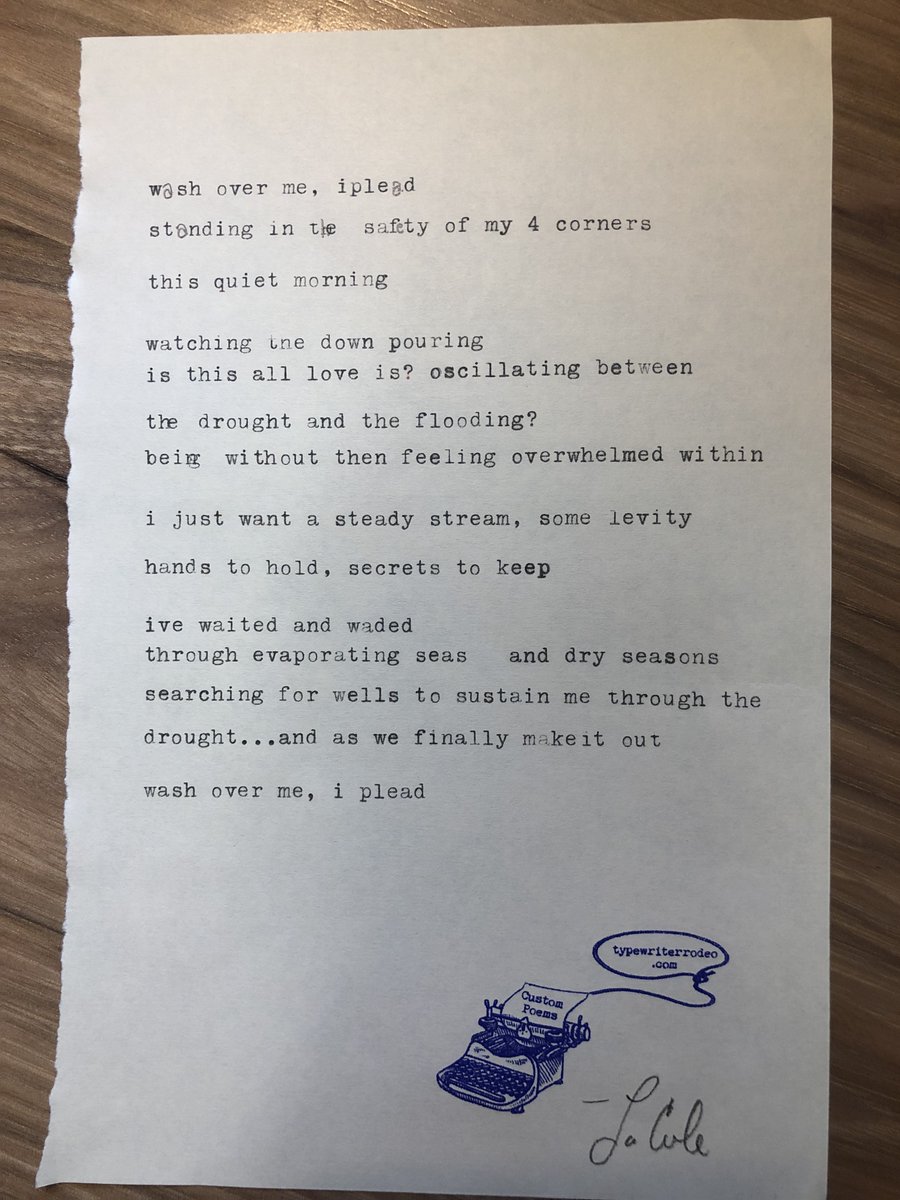 wash over me, iplead
standing in the safety of my 4 corners
this quiet morning
watching the down pouring
is this all love is? oscillating between
the drought and the flooding?
being without then feeling overwhelmed within
i just want a steady stream, some levity
hands to hold, secrets to keep
ive waited and waded
through evaporating seas and dry seasons
searching for wells to sustain me through the
drought...and as we finally makeit out
wash over me, i plead
typewriterrodeo
.com
Custom
Poems